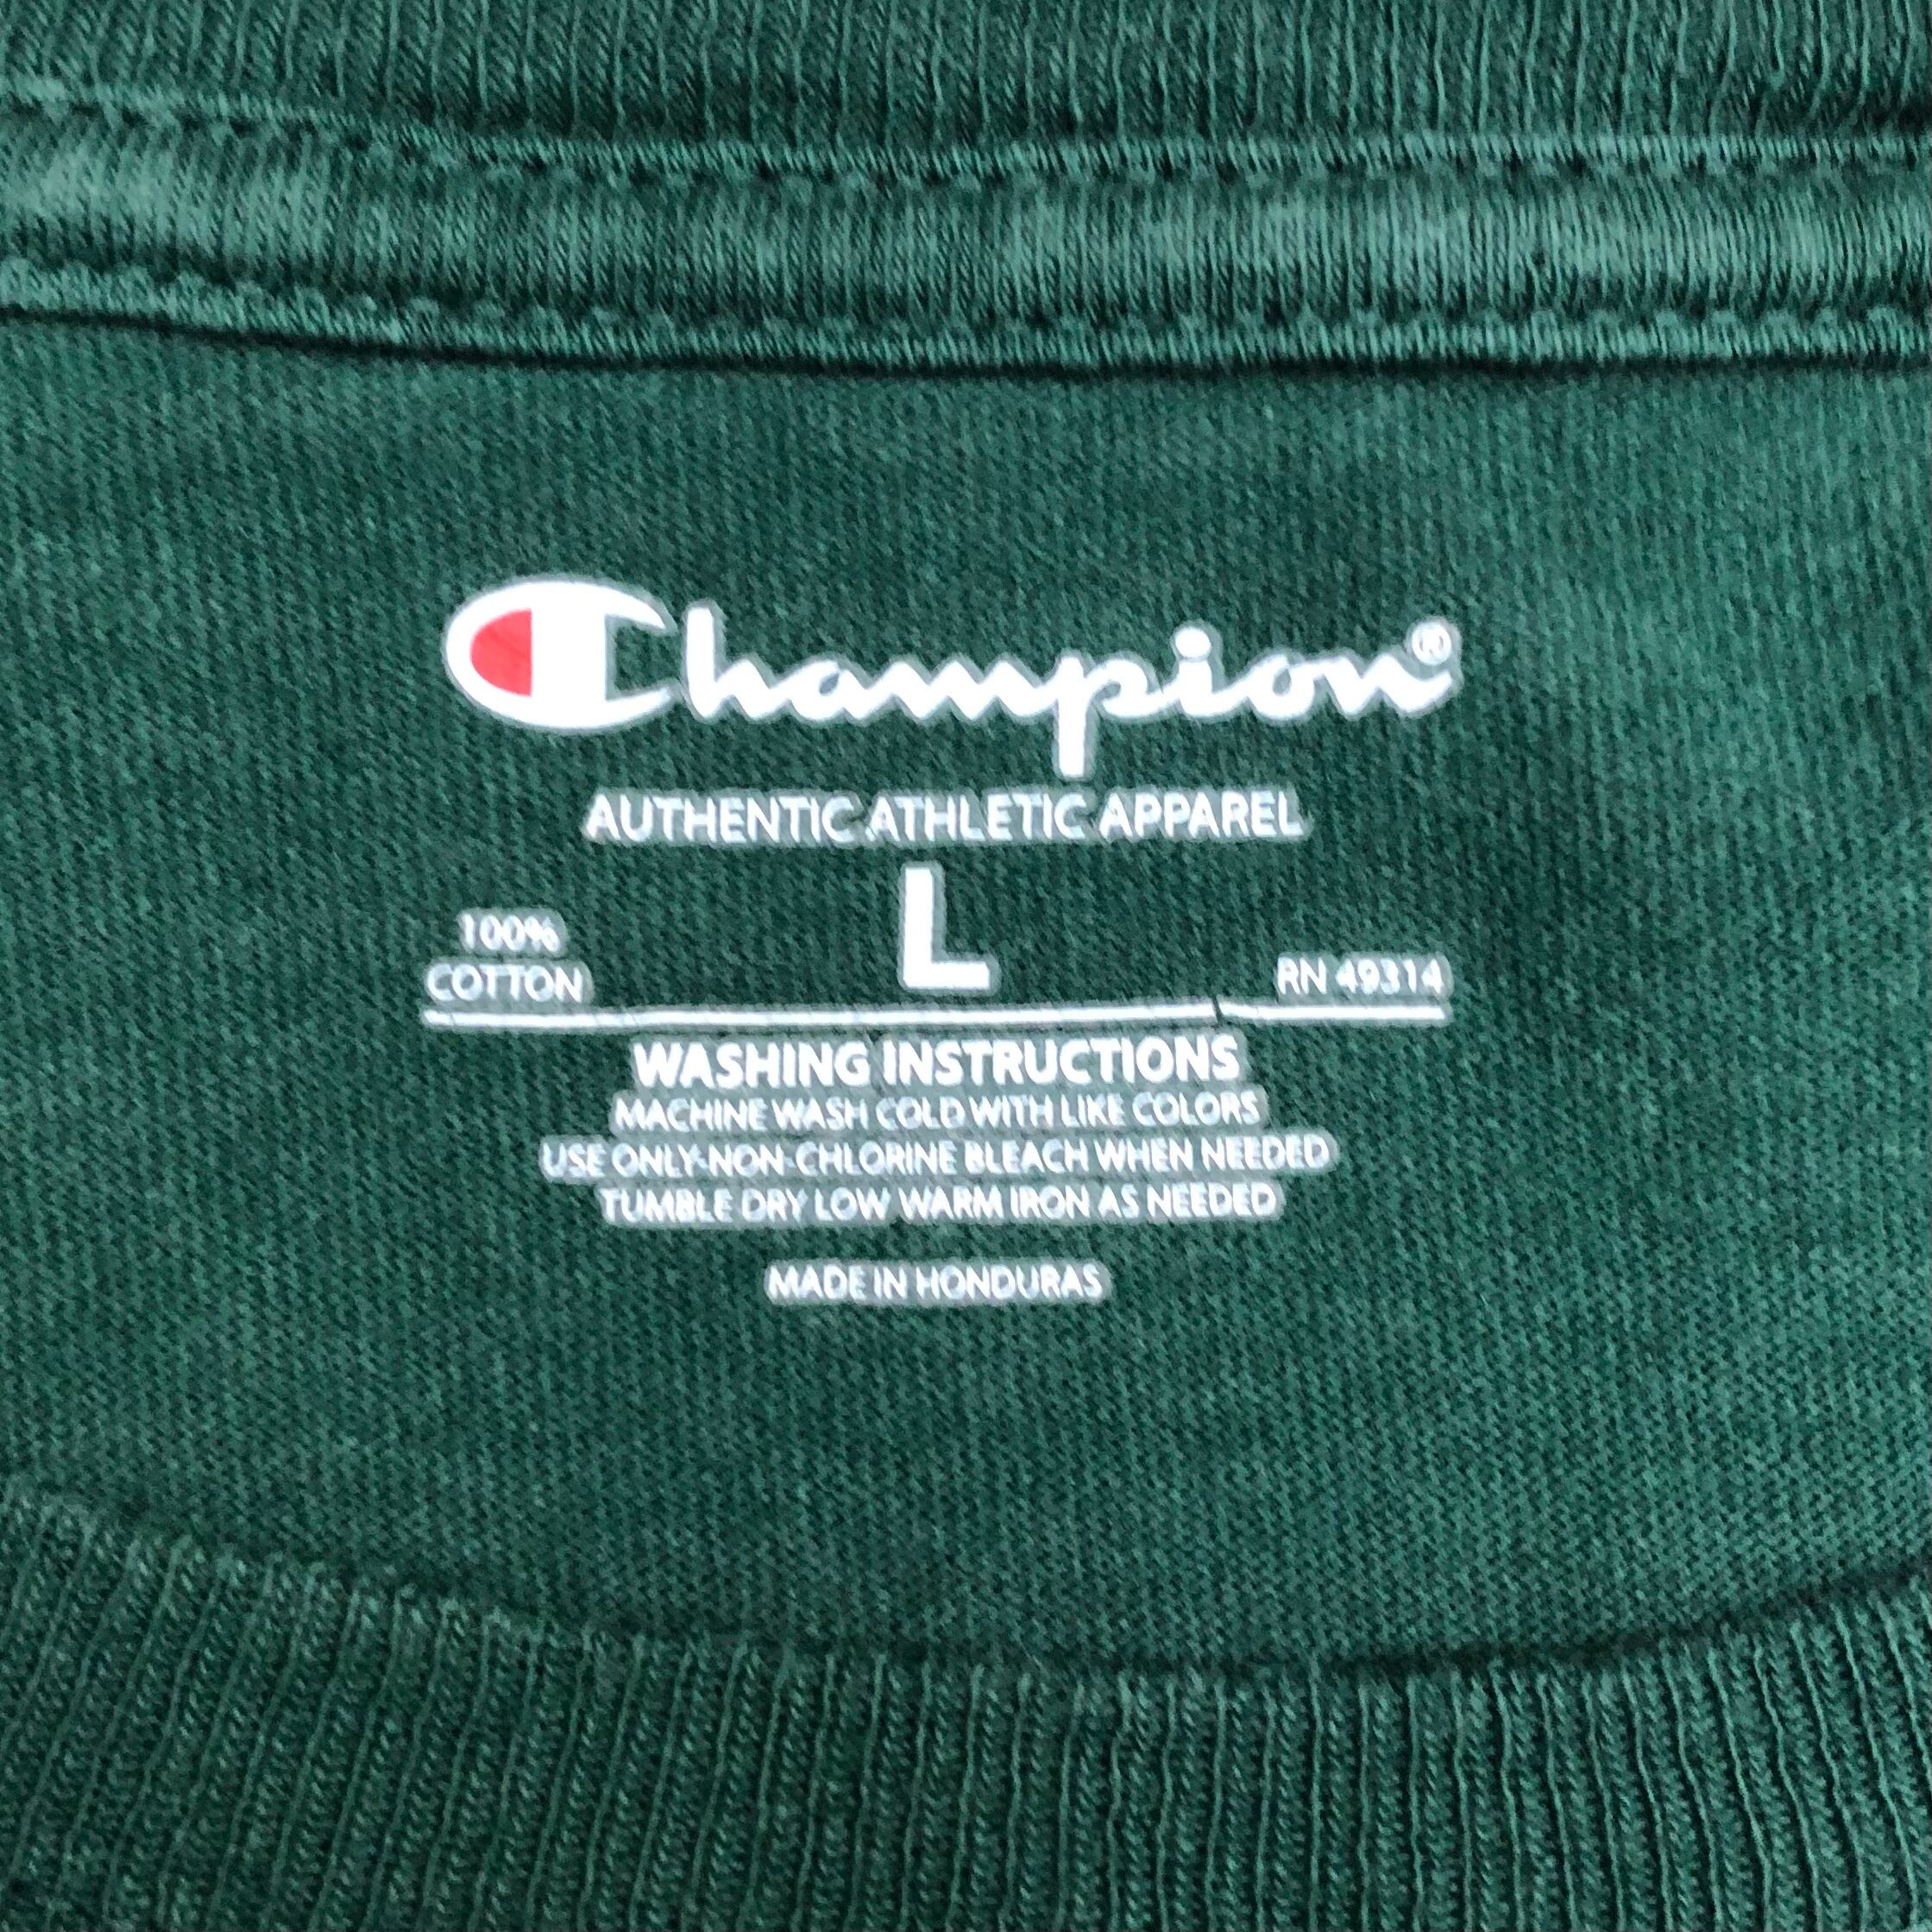 Champion®
AUTHENTIC ATHLETIC APPAREL
L
100%
COTTON
RN 49314
WASHING INSTRUCTIONS
MACHINE WASH COLD WITH LIKE COLORS
USE ONLY NON-CHLORINE BLEACH WHEN NEEDED
TUMBLE DRY LOW WARM IRON AS NEEDED
MADE IN HONDURAS